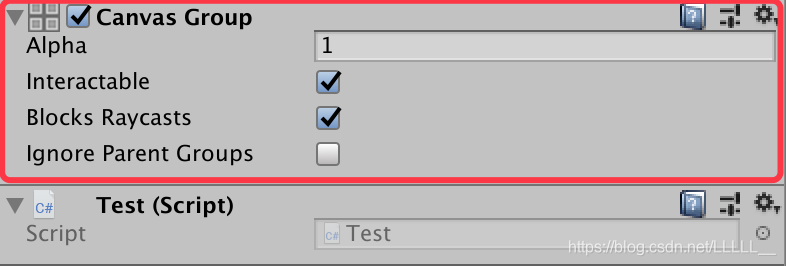 Canvas Group
Alpha 1
Interactable
Blocks Raycasts
Ignore Parent Groups
C# Test (Script)
Script C# Test
https://blog.csdn.net/LLLLL__